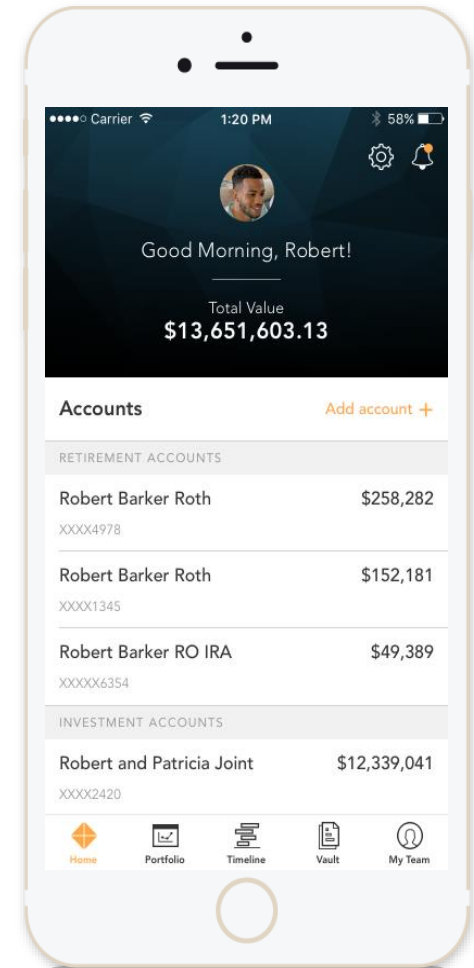 Carrier 1:20 PM 58%
Good Morning, Robert!
Total Value
$13,651,603.13
Accounts Add account +
RETIREMENT ACCOUNTS
Robert Barker Roth $258,282
XXXX4978
Robert Barker Roth $152,181
XXXX1345
Robert Barker RO IRA $49,389
XXXXX6354
INVESTMENT ACCOUNTS
Robert and Patricia Joint $12,339,041
XXXX2420
Home Portfolio Timeline Vault My Team